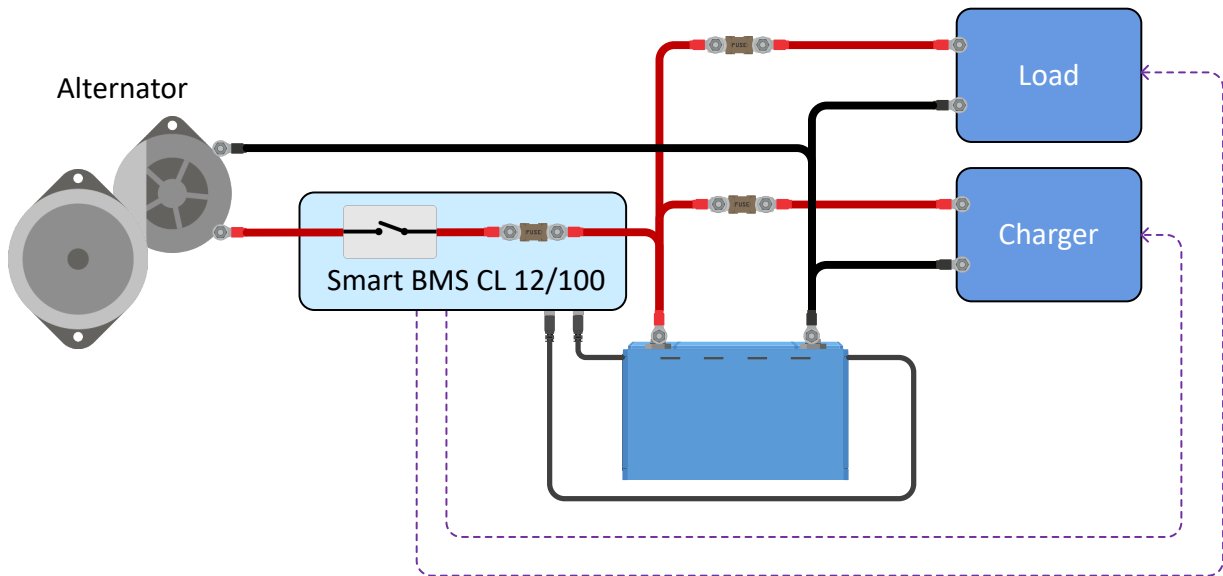 FUSE
Load
Alternator
FUSE
Charger
FUSE
Smart BMS CL 12/100